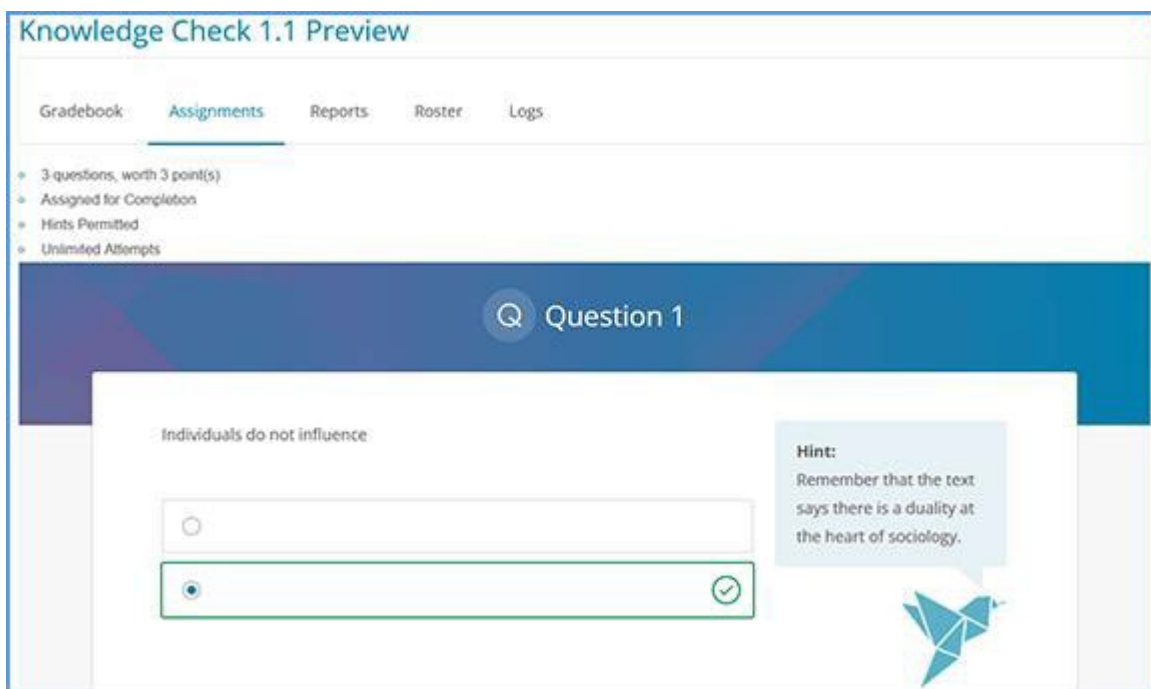 Knowledge Check 1.1 Preview
Gradebook Assignments Reports Roster Logs
3 questions, worth 3 point(s)
Assigned for Completion
Hints Permitted
Unlimited Attempts
Q Question 1
Individuals do not influence
Hint:
Remember that the text
says there is a duality at
the heart of sociology.